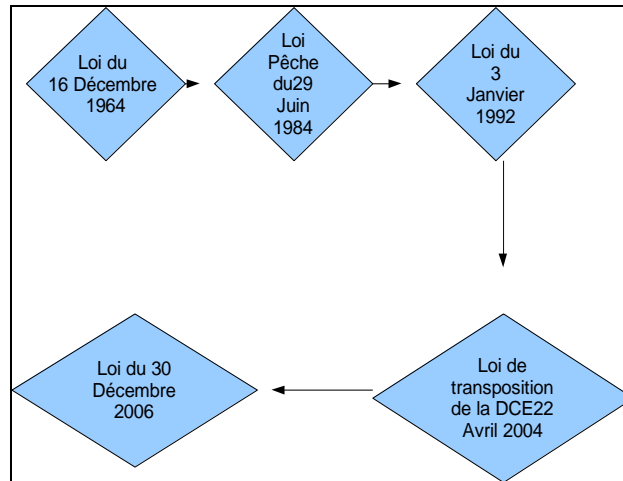 Loi du
16 Décembre
1964
Loi
Pêche
du29
Juin
1984
Loi du
3
Janvier
1992
Loi du 30
Décembre
2006
Loi de
transposition
de la DCE22
Avril 2004